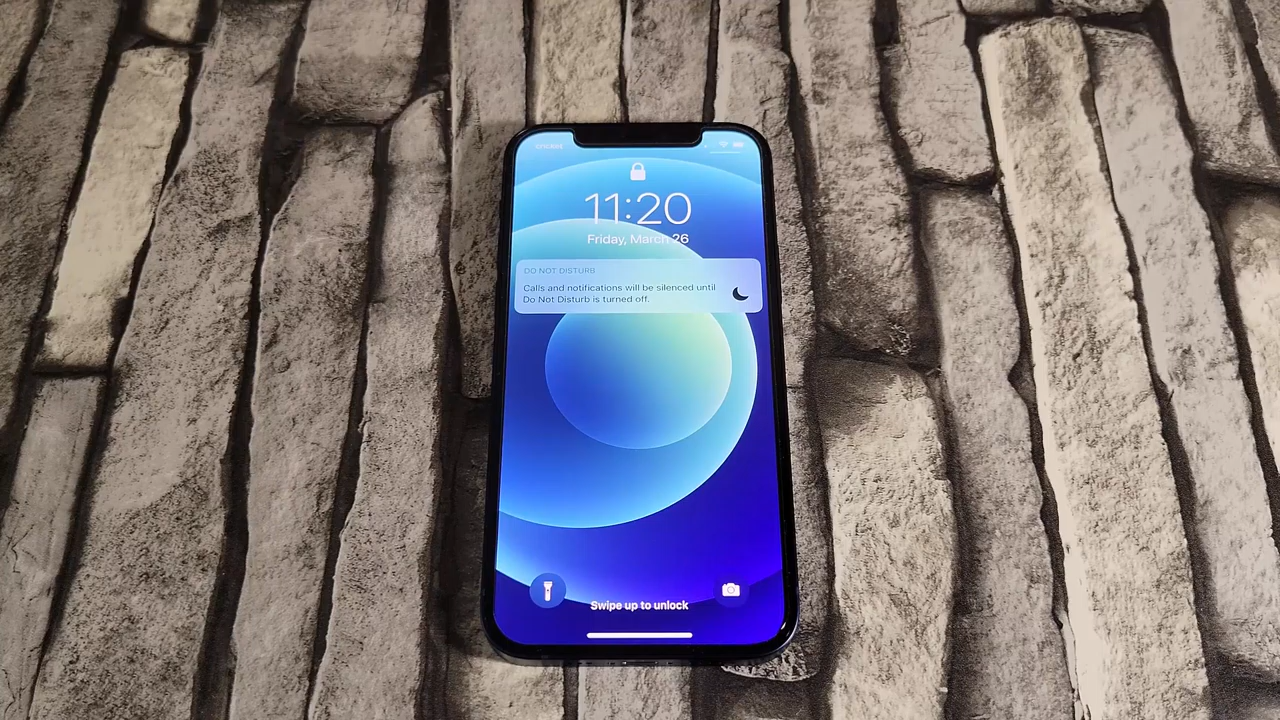 11:20
Friday, March 26
DO NOT DISTURB
Calls and notifications will be silenced until
Do Not Disturb is turned off.
Swipe up to unlock